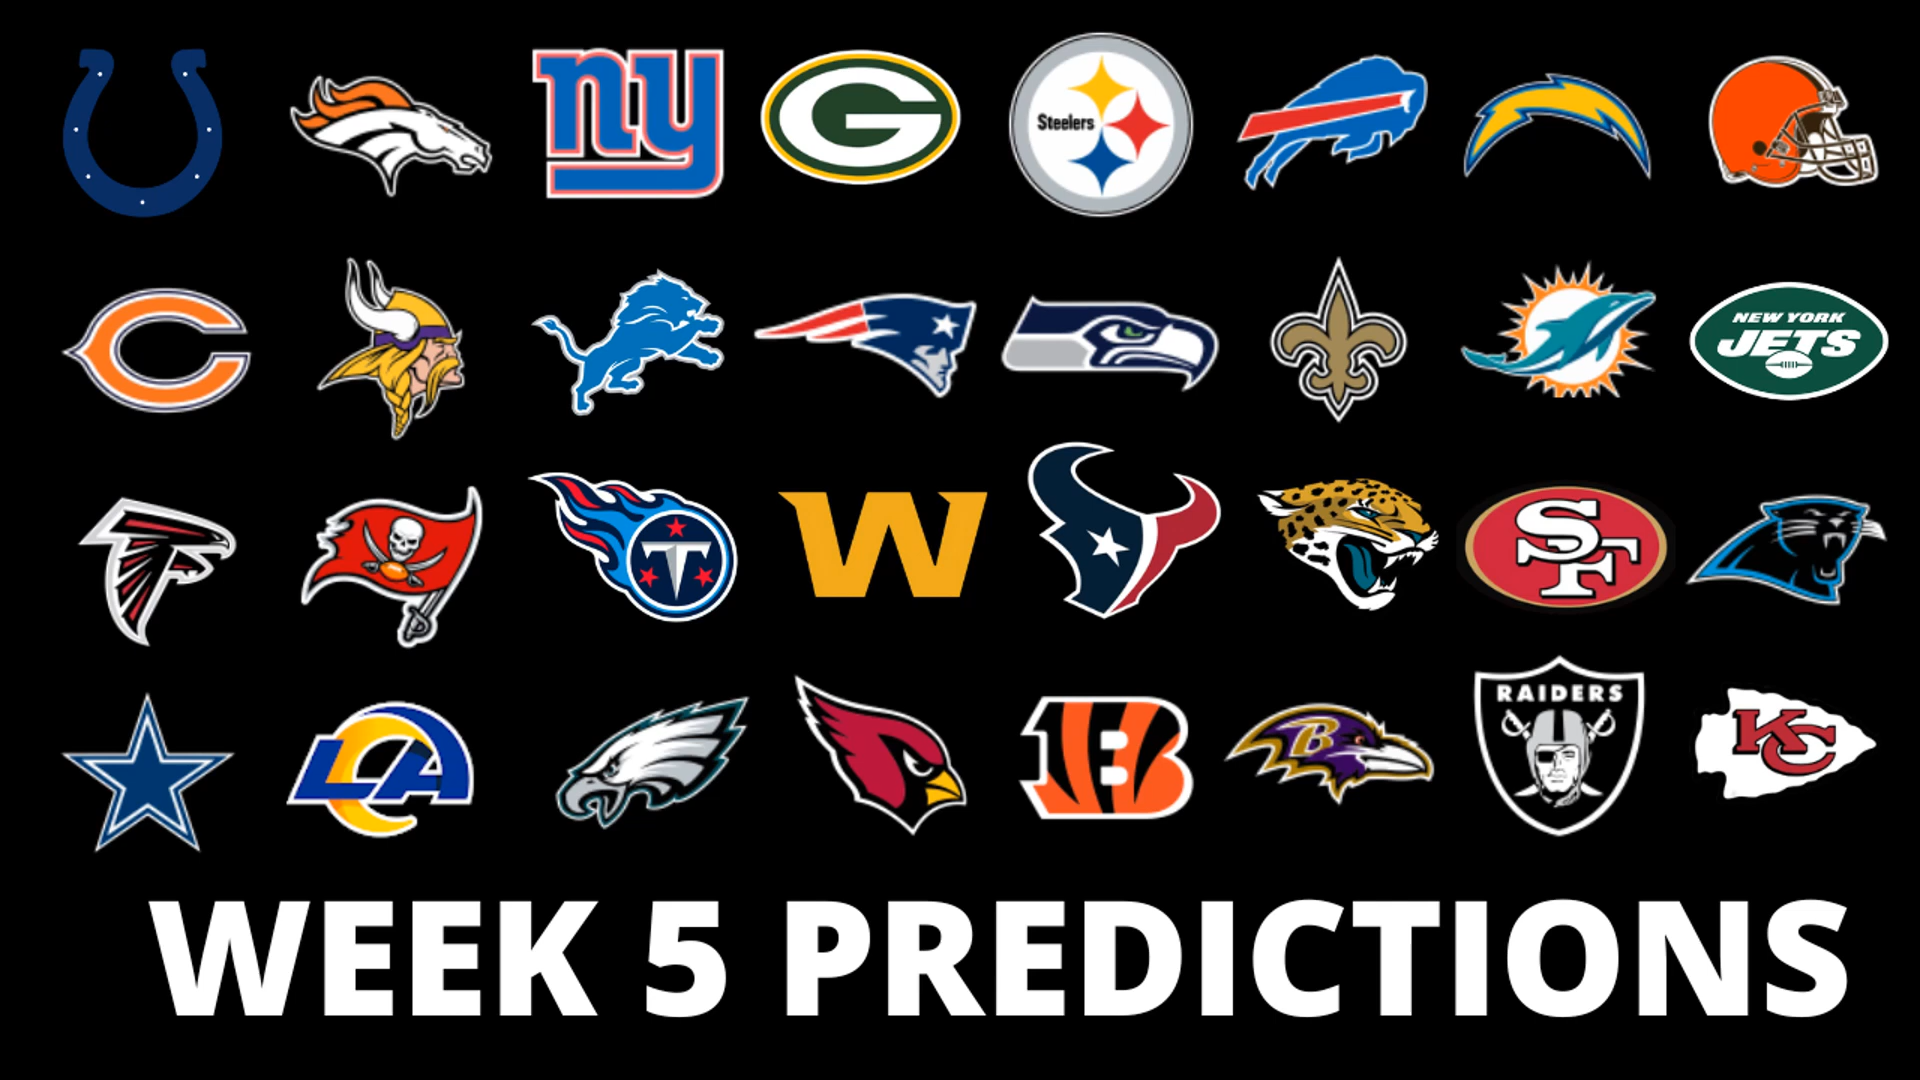 ny
G
Steelers
C
NEW YORK
JETS
T
W
SF
LA
B
B
RAIDERS
KC
WEEK 5 PREDICTIONS